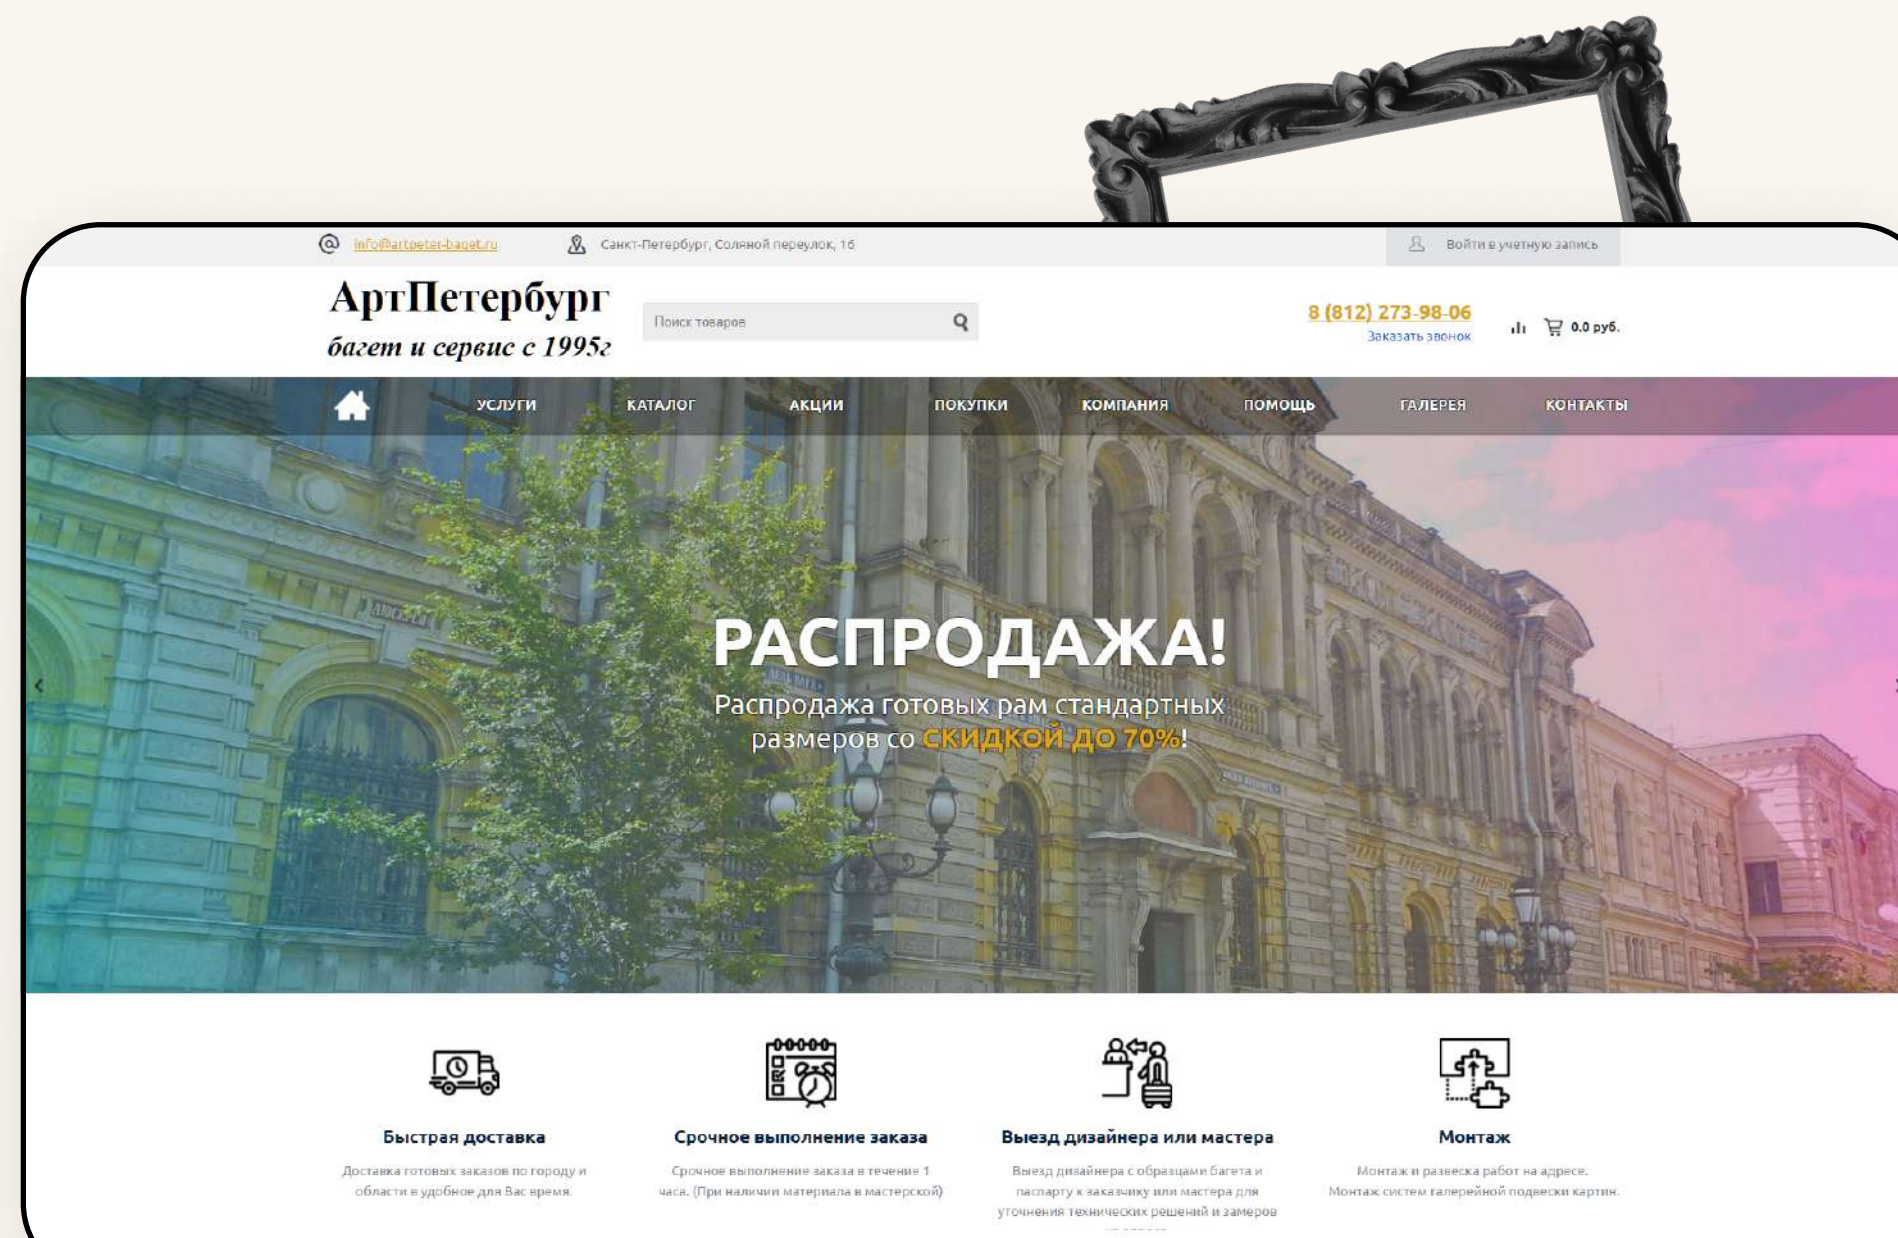 info@artpeter-baget.ru
Санкт-Петербург, Соляной переулок, 16
Войти в учетную запись
АртПетербург
багет и сервис с 1995г
Поиск товаров
8 (812) 273-98-06
Заказать звонок
0.0 руб.
УСЛУГИ
КАТАЛОГ
АКЦИИ
ПОКУПКИ
КОМПАНИЯ
ПОМОЩЬ
ГАЛЕРЕЯ
КОНТАКТЫ
РАСПРОДАЖА!
Распродажа готовых рам стандартных
размеров со СКИДКОЙ ДО 70%!
Быстрая доставка
Доставка готовых заказов по городу и
области в удобное для Вас время.
Срочное выполнение заказа
Срочное выполнение заказа в течение 1
часа. (При наличии материала в мастерской)
Выезд дизайнера или мастера
Выезд дизайнера с образцами багета и
паспарту к заказчику или мастера для
уточнения технических решений и замеров
Монтаж
Монтаж и развеска работ на адресе.
Монтаж систем галерейной подвески картин.